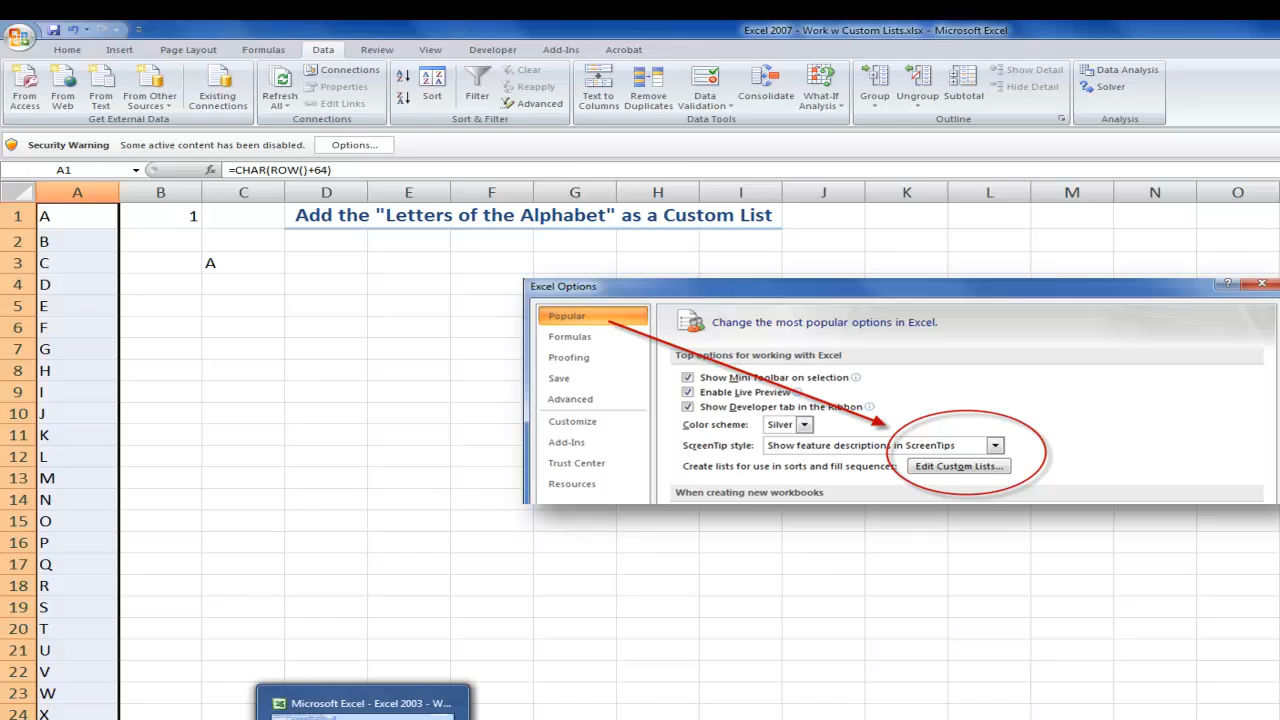 Excel 2007 - Work w Custom Lists.xlsx - Microsoft Excel
Home Insert Page Layout Formulas Data Review View Developer Add-Ins Acrobat
From Access From Web From Text From Other Sources Existing Connections Refresh All Connections Properties Edit Links Sort Filter Clear Reapply Advanced Text to Columns Remove Duplicates Data Validation Consolidate What-If Analysis Group Ungroup Subtotal Show Detail Hide Detail Data Analysis Solver
Get External Data Connections Sort & Filter Data Tools Outline Analysis
Security Warning Some active content has been disabled. Options...
A1 fx =CHAR(ROW()+64)
A B C D E F G H I J K L M N O
1 A 1 Add the "Letters of the Alphabet" as a Custom List
2 B
3 C A
4 D
5 E
6 F
7 G
8 H
9 I
10 J
11 K
12 L
13 M
14 N
15 O
16 P
17 Q
18 R
19 S
20 T
21 U
22 V
23 W
24 X
Excel Options ?
Popular
Formulas
Proofing
Save
Advanced
Customize
Add-Ins
Trust Center
Resources
Change the most popular options in Excel.
Top options for working with Excel
Show Mini Toolbar on selection
Enable Live Preview
Show Developer tab in the Ribbon
Color scheme: Silver
ScreenTip style: Show feature descriptions in ScreenTips
Create lists for use in sorts and fill sequences: Edit Custom Lists...
When creating new workbooks
Microsoft Excel - Excel 2003 - W...